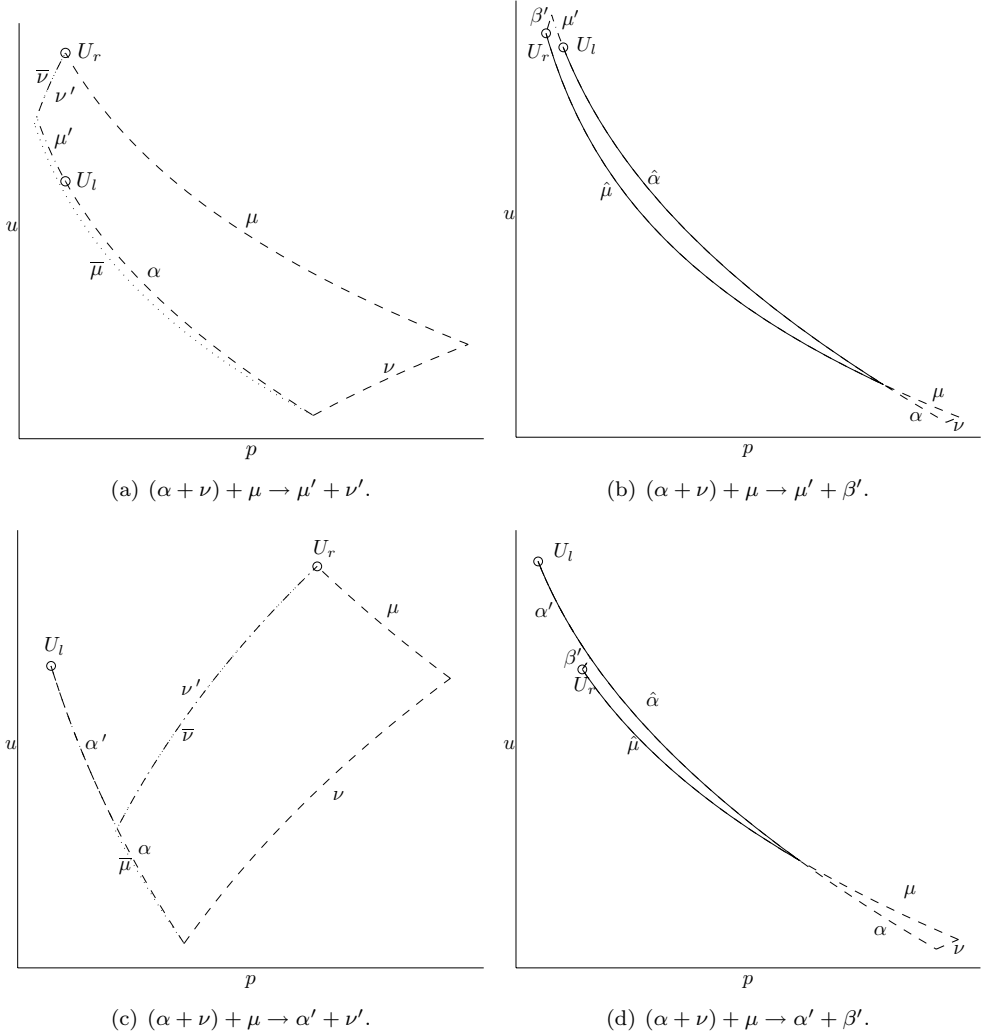 U_r
ν̅
ν′
μ′
U_l
μ
μ̅
α
ν
u
p
(a) (α + ν) + μ → μ′ + ν′.
β′
μ′
U_r
U_l
α̂
μ̂
u
μ
α
ν
p
(b) (α + ν) + μ → μ′ + β′.
U_r
U_l
μ
ν′
ν̅
α′
u
ν
μ̅
α
p
(c) (α + ν) + μ → α′ + ν′.
U_l
α′
β′
U_r
α̂
μ̂
u
μ
α
ν
p
(d) (α + ν) + μ → α′ + β′.